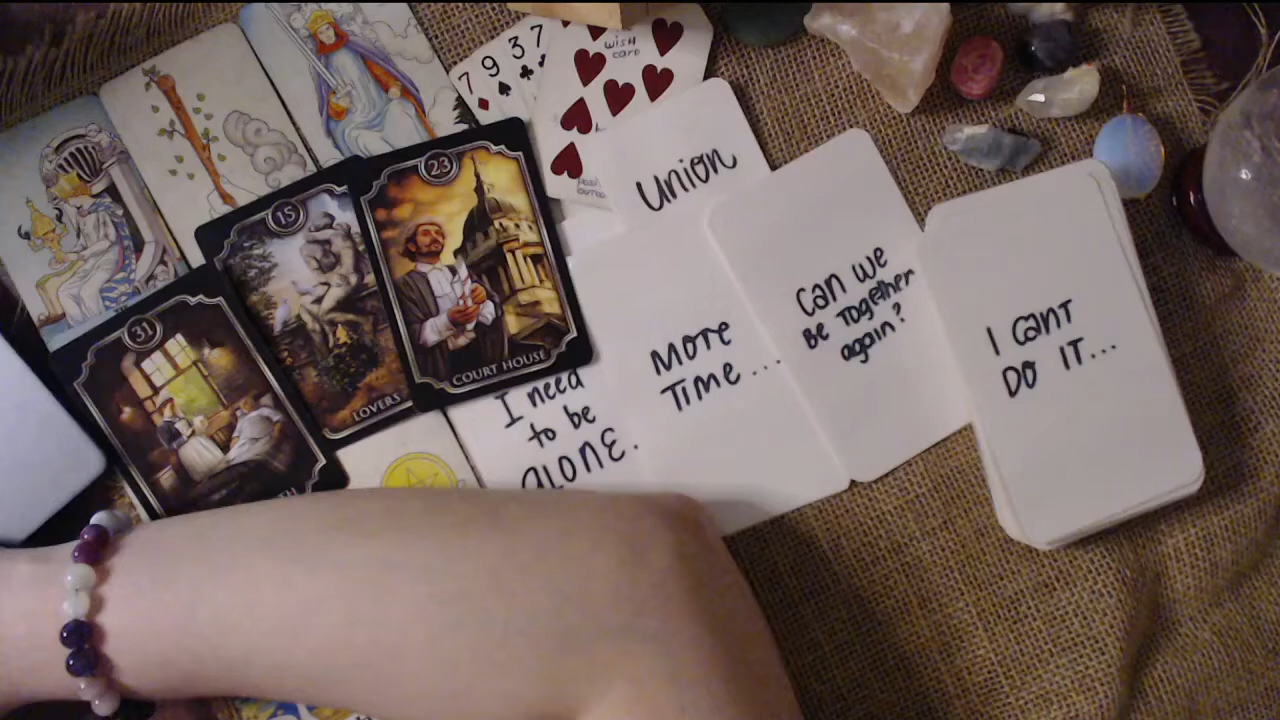 7
9
3
7
wish
card
union
23
15
31
COURT HOUSE
LOVERS
I need
to be
ALONE.
MORE
TIME...
can we
BE TOGETHER
again?
I CANT
DO IT...